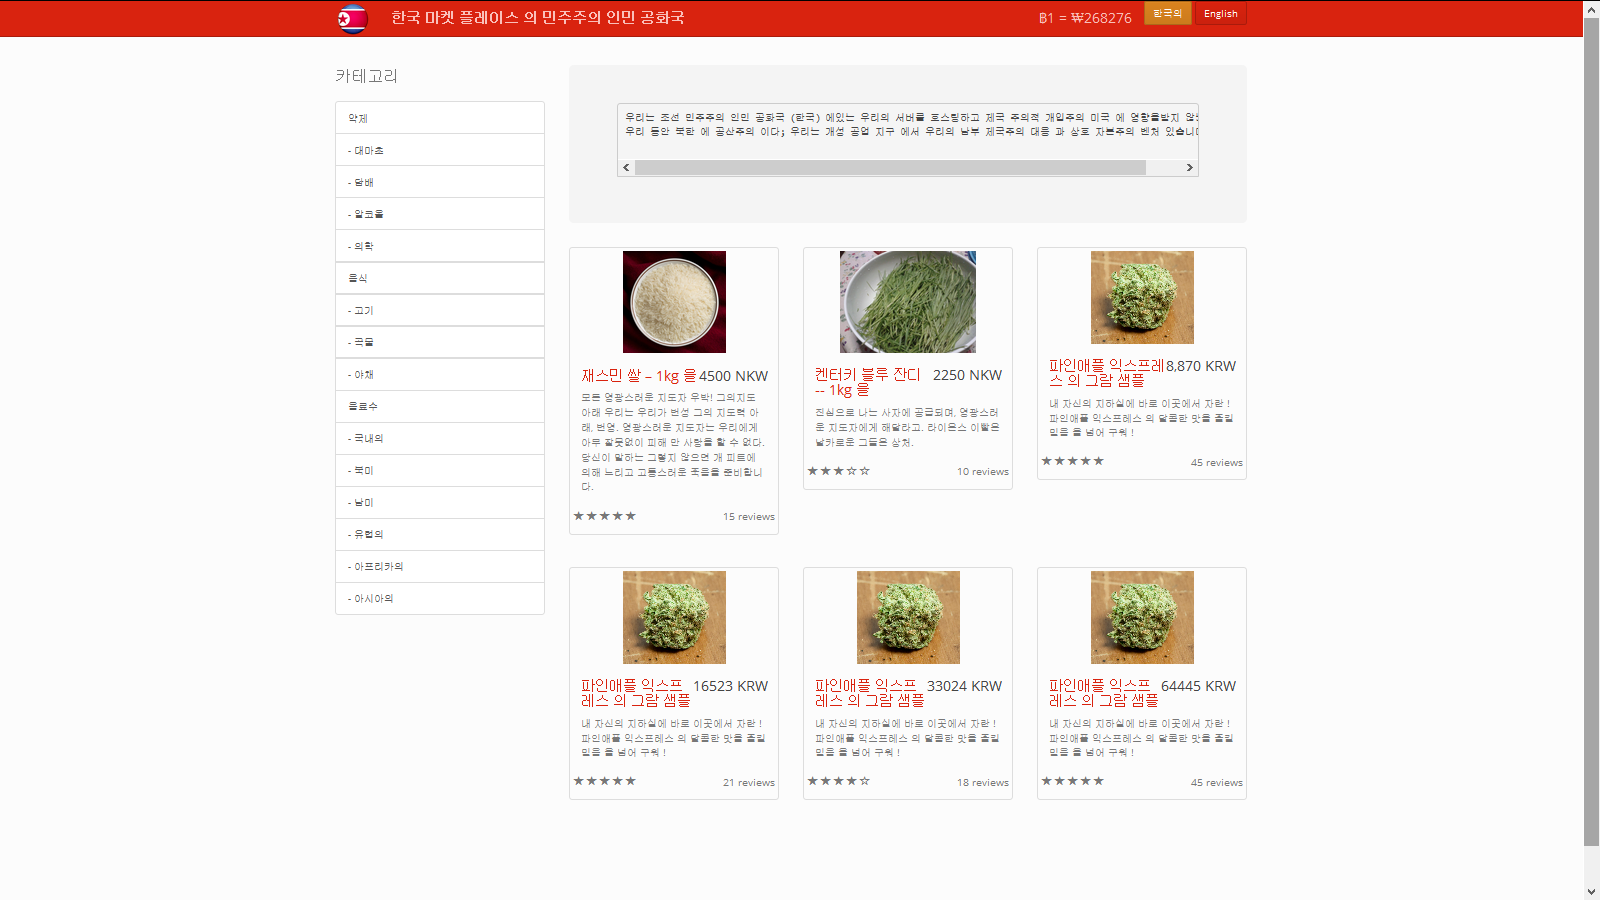 한국 마켓 플레이스 의 민주주의 인민 공화국
฿1 = ₩268276
한국의
English
카테고리
약제
- 대마초
- 담배
- 알코올
- 의학
음식
- 고기
- 곡물
- 야채
음료수
- 국내의
- 북미
- 남미
- 유럽의
- 아프리카의
- 아시아의
우리는 조선 민주주의 인민 공화국 (한국) 에있는 우리의 서버를 호스팅하고 제국 주의적 개입주의 미국 에 영향을받지 않
우리 동안 북한 에 공산주의 이다; 우리는 개성 공업 지구 에서 우리의 남부 제국주의 대응 과 상호 자본주의 벤처 있습니다
재스민 쌀 – 1kg 을
4500 NKW
모든 영광스러운 지도자 우박! 그의지도
아래 우리는 우리가 번성 그의 지도력 아
래, 번영. 영광스러운 지도자는 우리에게
아무 잘못없이 피해 만 사랑을 할 수 없다.
당신이 말하는 그렇지 않으면 개 피트에
의해 느리고 고통스러운 죽음을 준비합니
다.
★★★★★
15 reviews
켄터키 블루 잔디
-- 1kg 을
2250 NKW
진심으로 나는 사자에 공급되며, 영광스러
운 지도자에게 해달라고. 라이온스 이빨은
날카로운 그들은 상처.
★★★☆☆
10 reviews
파인애플 익스프레
스 의 그람 샘플
8,870 KRW
내 자신의 지하실에 바로 이곳에서 자란 !
파인애플 익스프레스 의 달콤한 맛을 흘릴
믿음 을 넘어 구워 !
★★★★★
45 reviews
파인애플 익스프
레스 의 그람 샘플
16523 KRW
내 자신의 지하실에 바로 이곳에서 자란 !
파인애플 익스프레스 의 달콤한 맛을 흘릴
믿음 을 넘어 구워 !
★★★★★
21 reviews
파인애플 익스프
레스 의 그람 샘플
33024 KRW
내 자신의 지하실에 바로 이곳에서 자란 !
파인애플 익스프레스 의 달콤한 맛을 흘릴
믿음 을 넘어 구워 !
★★★★☆
18 reviews
파인애플 익스프
레스 의 그람 샘플
64445 KRW
내 자신의 지하실에 바로 이곳에서 자란 !
파인애플 익스프레스 의 달콤한 맛을 흘릴
믿음 을 넘어 구워 !
★★★★★
45 reviews